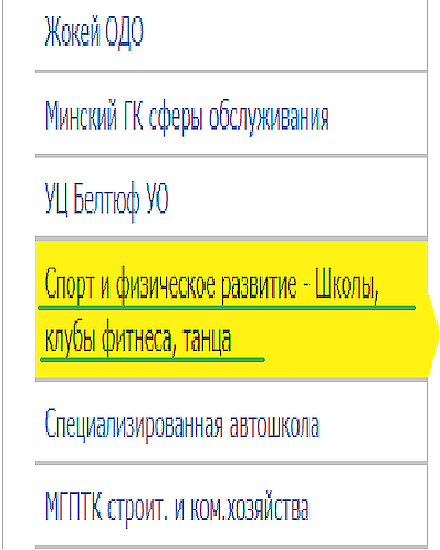 Жокей ОДО
Минский ГК сферы обслуживания
УЦ Белтюф УО
Спорт и физическое развитие - Школы,
клубы фитнеса, танца
Специализированная автошкола
МГПТК строит. и ком.хозяйства